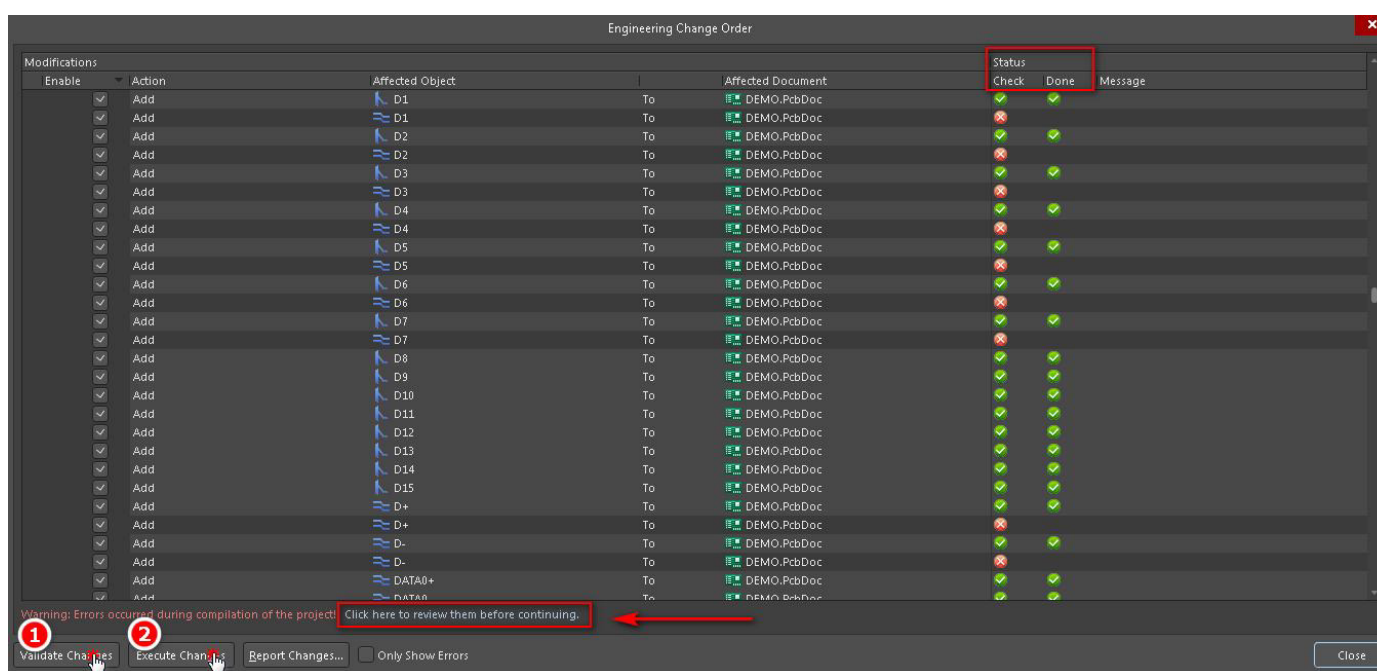 Engineering Change Order
Modifications Status
Enable Action Affected Object Affected Document Check Done Message
Add D1 To DEMO.PcbDoc
Add D1 To DEMO.PcbDoc
Add D2 To DEMO.PcbDoc
Add D2 To DEMO.PcbDoc
Add D3 To DEMO.PcbDoc
Add D3 To DEMO.PcbDoc
Add D4 To DEMO.PcbDoc
Add D4 To DEMO.PcbDoc
Add D5 To DEMO.PcbDoc
Add D5 To DEMO.PcbDoc
Add D6 To DEMO.PcbDoc
Add D6 To DEMO.PcbDoc
Add D7 To DEMO.PcbDoc
Add D7 To DEMO.PcbDoc
Add D8 To DEMO.PcbDoc
Add D9 To DEMO.PcbDoc
Add D10 To DEMO.PcbDoc
Add D11 To DEMO.PcbDoc
Add D12 To DEMO.PcbDoc
Add D13 To DEMO.PcbDoc
Add D14 To DEMO.PcbDoc
Add D15 To DEMO.PcbDoc
Add D+ To DEMO.PcbDoc
Add D+ To DEMO.PcbDoc
Add D- To DEMO.PcbDoc
Add D- To DEMO.PcbDoc
Add DATA0+ To DEMO.PcbDoc
Add To DEMO.PcbDoc
Warning: Errors occurred during compilation of the project! Click here to review them before continuing.
1 2
Validate Changes Execute Changes Report Changes... Only Show Errors Close